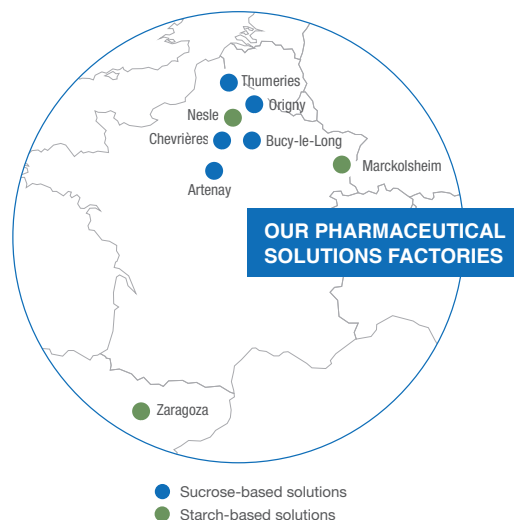 Thumeries
Origny
Nesle
Chevrières
Bucy-le-Long
Marckolsheim
Artenay
OUR PHARMACEUTICAL
SOLUTIONS FACTORIES
Zaragoza
Sucrose-based solutions
Starch-based solutions